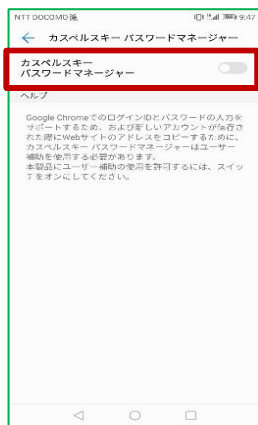 NTT DOCOMO 9:47
カスペルスキー パスワードマネージャー
カスペルスキー
パスワードマネージャー
ヘルプ
Google ChromeでのログインIDとパスワードの入力を
サポートするため、および新しいアカウントが保存さ
れた際にWebサイトのアドレスをコピーするために、
カスペルスキー パスワードマネージャーはユーザー
補助を使用する必要があります。
本製品にユーザー補助の使用を許可するには、スイッ
チをオンにしてください。